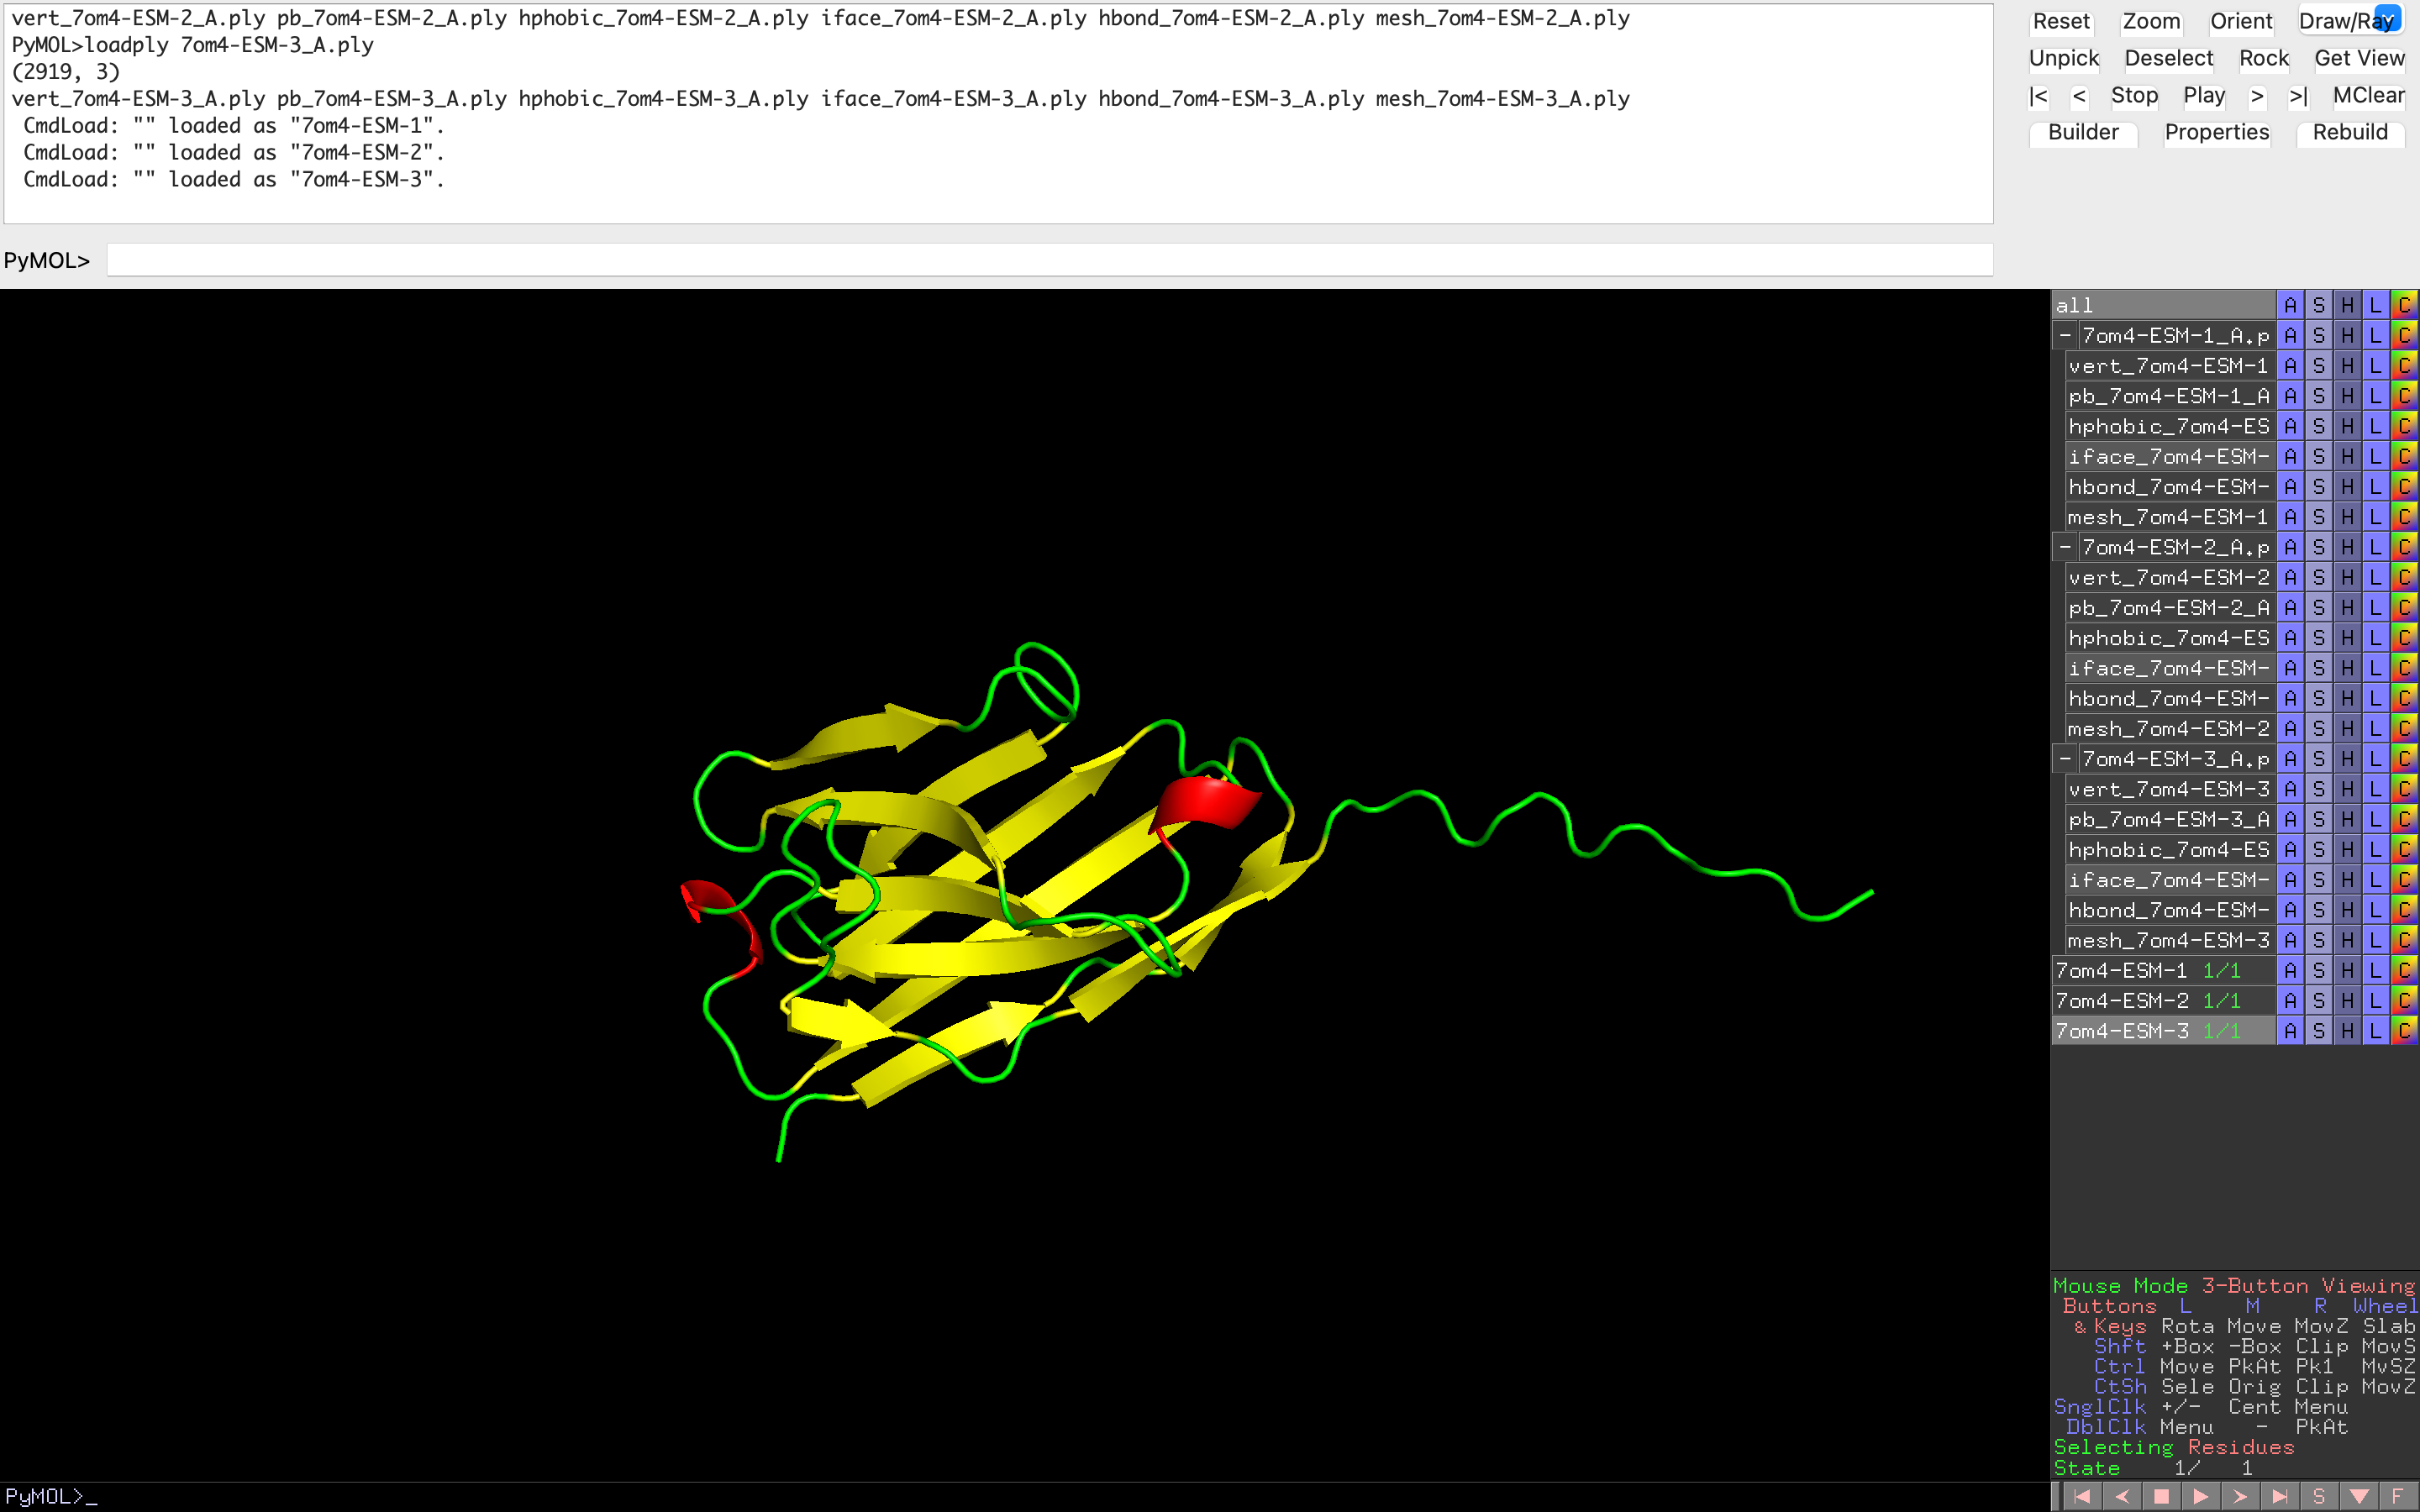 vert_7om4-ESM-2_A.ply pb_7om4-ESM-2_A.ply hphobic_7om4-ESM-2_A.ply iface_7om4-ESM-2_A.ply hbond_7om4-ESM-2_A.ply mesh_7om4-ESM-2_A.ply
PyMOL>loadply 7om4-ESM-3_A.ply
(2919, 3)
vert_7om4-ESM-3_A.ply pb_7om4-ESM-3_A.ply hphobic_7om4-ESM-3_A.ply iface_7om4-ESM-3_A.ply hbond_7om4-ESM-3_A.ply mesh_7om4-ESM-3_A.ply
CmdLoad: "" loaded as "7om4-ESM-1".
CmdLoad: "" loaded as "7om4-ESM-2".
CmdLoad: "" loaded as "7om4-ESM-3".
PyMOL>
Reset Zoom Orient Draw/Ray
Unpick Deselect Rock Get View
|< < Stop Play > >| MClear
Builder Properties Rebuild
all A S H L C
- 7om4-ESM-1_A.p A S H L C
vert_7om4-ESM-1 A S H L C
pb_7om4-ESM-1_A A S H L C
hphobic_7om4-ES A S H L C
iface_7om4-ESM- A S H L C
hbond_7om4-ESM- A S H L C
mesh_7om4-ESM-1 A S H L C
- 7om4-ESM-2_A.p A S H L C
vert_7om4-ESM-2 A S H L C
pb_7om4-ESM-2_A A S H L C
hphobic_7om4-ES A S H L C
iface_7om4-ESM- A S H L C
hbond_7om4-ESM- A S H L C
mesh_7om4-ESM-2 A S H L C
- 7om4-ESM-3_A.p A S H L C
vert_7om4-ESM-3 A S H L C
pb_7om4-ESM-3_A A S H L C
hphobic_7om4-ES A S H L C
iface_7om4-ESM- A S H L C
hbond_7om4-ESM- A S H L C
mesh_7om4-ESM-3 A S H L C
7om4-ESM-1 1/1 A S H L C
7om4-ESM-2 1/1 A S H L C
7om4-ESM-3 1/1 A S H L C
Mouse Mode 3-Button Viewing
Buttons L M R Wheel
& Keys Rota Move MovZ Slab
Shft +Box -Box Clip MovS
Ctrl Move PkAt Pk1 MvSZ
CtSh Sele Orig Clip MovZ
SnglClk +/- Cent Menu
DblClk Menu - PkAt
Selecting Residues
State 1/ 1
PyMOL>_
S F